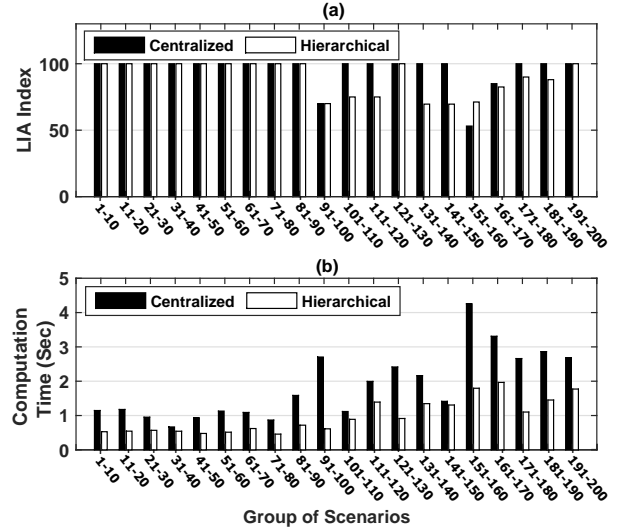 (a)
Centralized Hierarchical
LIA Index
100
50
0
1-10 11-20 21-30 31-40 41-50 51-60 61-70 71-80 81-90 91-100 101-110 111-120 121-130 131-140 141-150 151-160 161-170 171-180 181-190 191-200
(b)
Centralized Hierarchical
Computation
Time (Sec)
5
4
3
2
1
0
1-10 11-20 21-30 31-40 41-50 51-60 61-70 71-80 81-90 91-100 101-110 111-120 121-130 131-140 141-150 151-160 161-170 171-180 181-190 191-200
Group of Scenarios